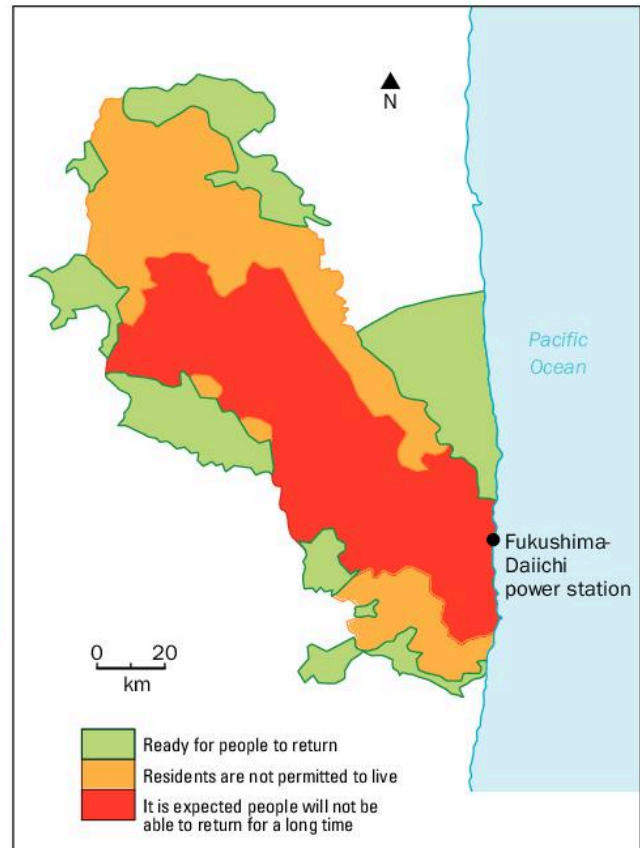 N
Pacific
Ocean
Fukushima-
Daiichi
power station
0 20
km
Ready for people to return
Residents are not permitted to live
It is expected people will not be
able to return for a long time